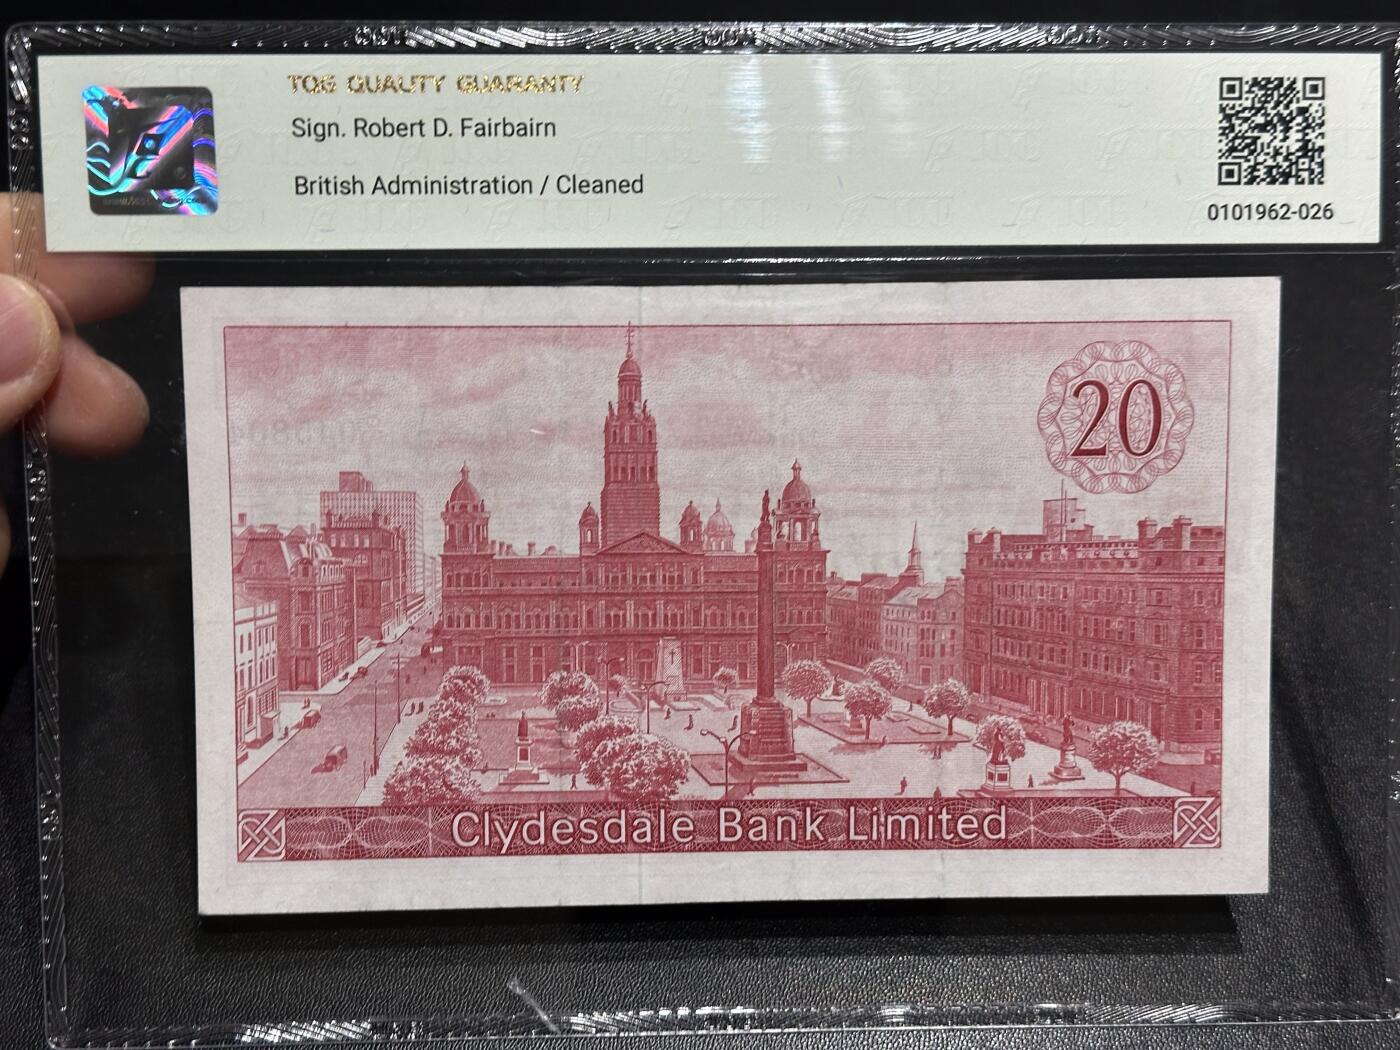 TQG QUALITY GUARANTY
Sign. Robert D. Fairbairn
British Administration / Cleaned
0101962-026
20
Clydesdale Bank Limited